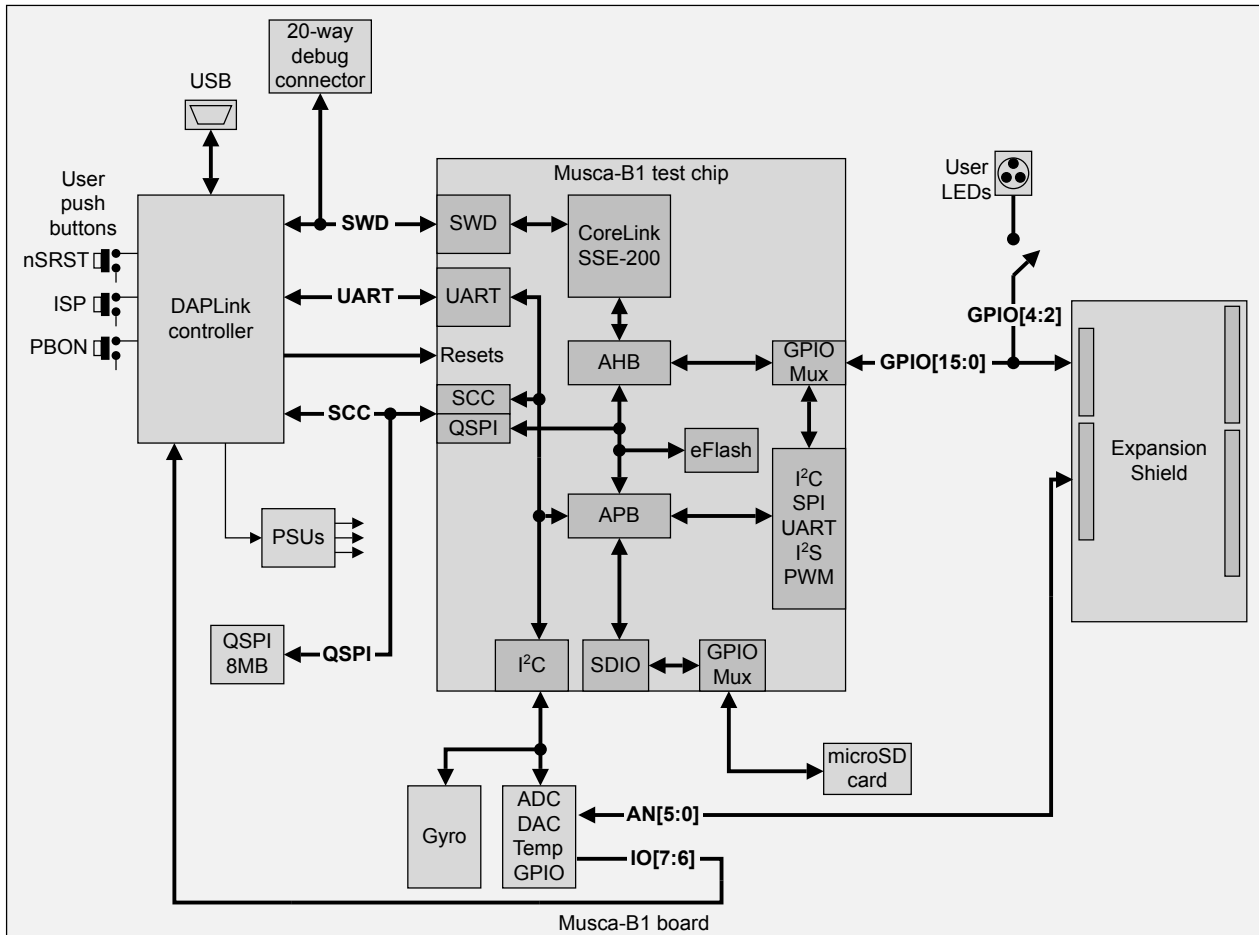 20-way
debug
connector
USB
User
push
buttons
nSRST
ISP
PBON
DAPLink
controller
SWD
UART
SCC
PSUs
QSPI
8MB
QSPI
Musca-B1 test chip
SWD
CoreLink
SSE-200
UART
Resets
AHB
GPIO
Mux
SCC
QSPI
eFlash
APB
I²C
SPI
UART
I²S
PWM
I²C
SDIO
GPIO
Mux
User
LEDs
GPIO[4:2]
GPIO[15:0]
Expansion
Shield
microSD
card
Gyro
ADC
DAC
Temp
GPIO
AN[5:0]
IO[7:6]
Musca-B1 board